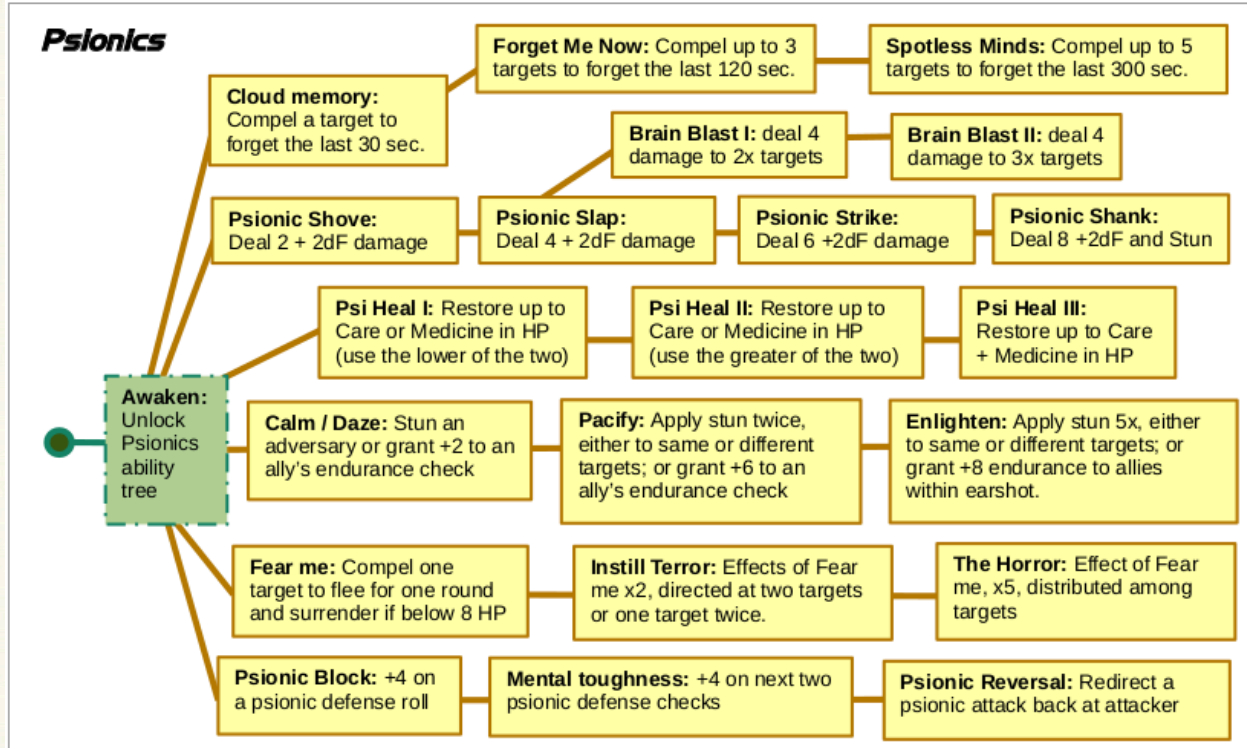 Psionics
Forget Me Now: Compel up to 3
targets to forget the last 120 sec.
Spotless Minds: Compel up to 5
targets to forget the last 300 sec.
Cloud memory:
Compel a target to
forget the last 30 sec.
Brain Blast I: deal 4
damage to 2x targets
Brain Blast II: deal 4
damage to 3x targets
Psionic Shove:
Deal 2 + 2dF damage
Psionic Slap:
Deal 4 + 2dF damage
Psionic Strike:
Deal 6 +2dF damage
Psionic Shank:
Deal 8 +2dF and Stun
Psi Heal I: Restore up to
Care or Medicine in HP
(use the lower of the two)
Psi Heal II: Restore up to
Care or Medicine in HP
(use the greater of the two)
Psi Heal III:
Restore up to Care
+ Medicine in HP
Awaken:
Unlock
Psionics
ability
tree
Calm / Daze: Stun an
adversary or grant +2 to an
ally's endurance check
Pacify: Apply stun twice,
either to same or different
targets; or grant +6 to an
ally's endurance check
Enlighten: Apply stun 5x, either
to same or different targets; or
grant +8 endurance to allies
within earshot.
Fear me: Compel one
target to flee for one round
and surrender if below 8 HP
Instill Terror: Effects of Fear
me x2, directed at two targets
or one target twice.
The Horror: Effect of Fear
me, x5, distributed among
targets
Psionic Block: +4 on
a psionic defense roll
Mental toughness: +4 on next two
psionic defense checks
Psionic Reversal: Redirect a
psionic attack back at attacker